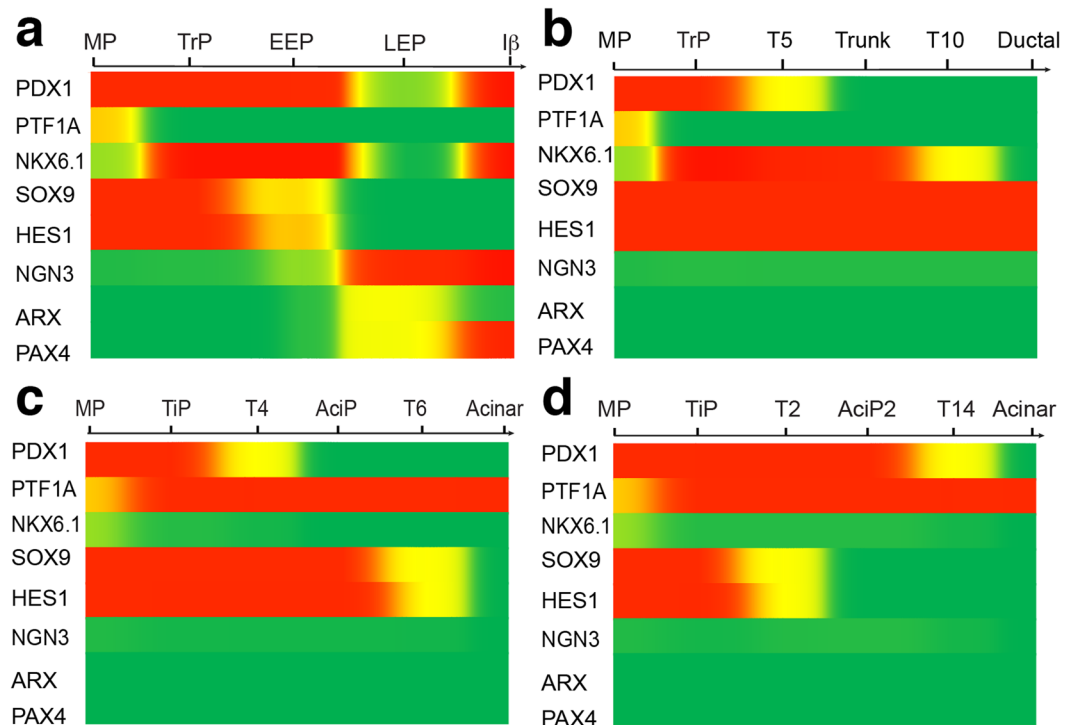 a
MP TrP EEP LEP Iβ
PDX1
PTF1A
NKX6.1
SOX9
HES1
NGN3
ARX
PAX4
b
MP TrP T5 Trunk T10 Ductal
PDX1
PTF1A
NKX6.1
SOX9
HES1
NGN3
ARX
PAX4
c
MP TiP T4 AciP T6 Acinar
PDX1
PTF1A
NKX6.1
SOX9
HES1
NGN3
ARX
PAX4
d
MP TiP T2 AciP2 T14 Acinar
PDX1
PTF1A
NKX6.1
SOX9
HES1
NGN3
ARX
PAX4